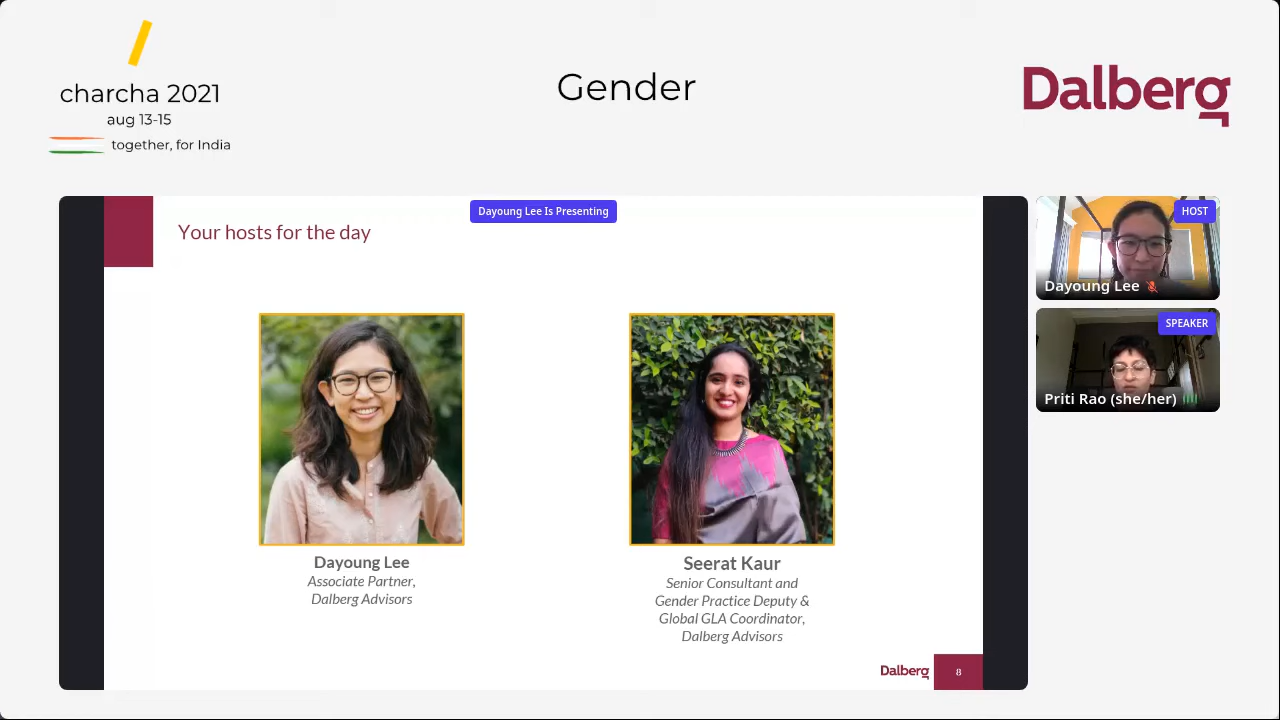 charcha 2021
aug 13-15
together, for India
Gender
Dalberg
Dayoung Lee Is Presenting
Your hosts for the day
Dayoung Lee
Associate Partner,
Dalberg Advisors
Seerat Kaur
Senior Consultant and
Gender Practice Deputy &
Global GLA Coordinator,
Dalberg Advisors
Dalberg
8
HOST
Dayoung Lee
SPEAKER
Priti Rao (she/her)